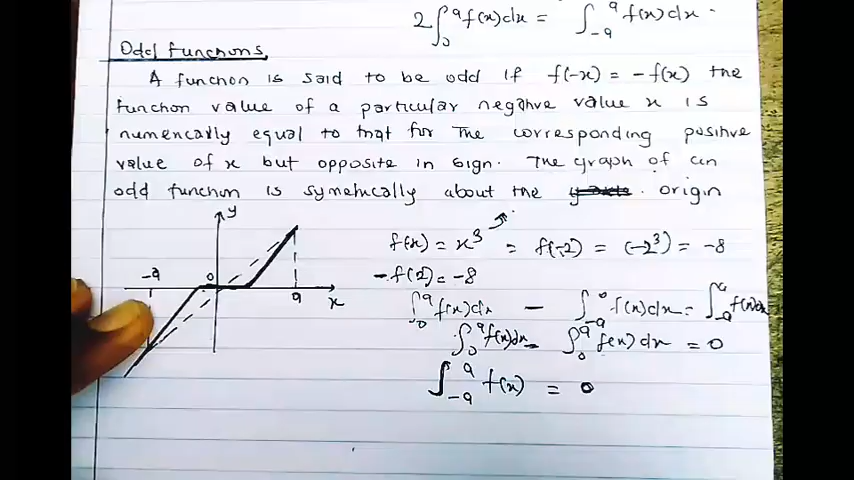 2∫₀ᵃ f(x)dx = ∫₋ₐᵃ f(x)dx.
Odd functions
A function is said to be odd if f(-x) = -f(x) the
function value of a particular negative value x is
numerically equal to that for the corresponding positive
value of x but opposite in sign. The graph of an
odd function is symetrically about the origin
y
f(x) = x³ = f(-2) = (-2³) = -8
-a 0 a x
-f(2) = -8
∫₀ᵃ f(x)dx - ∫₋ₐ⁰ f(x)dx = ∫₋ₐᵃ f(x)dx
∫₀ᵃ f(x)dx - ∫₀ᵃ f(x)dx = 0
∫₋ₐᵃ f(x) = 0